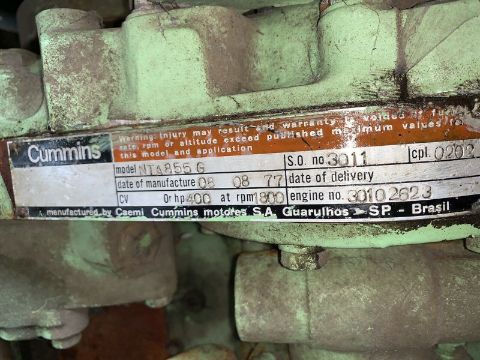 Cummins
Warning: Injury may result and warranty is voided if fuel
rate, rpm or altitude exceed published maximum values for
this model and application
model NTA855 G S.O. no. 3011 cpl. 0202
date of manufacture 08 08 77 date of delivery
CV Or hp 400 at rpm 1800 engine no. 30102623
manufactured by Caemi Cummins motores S.A. Guarulhos - SP - Brasil